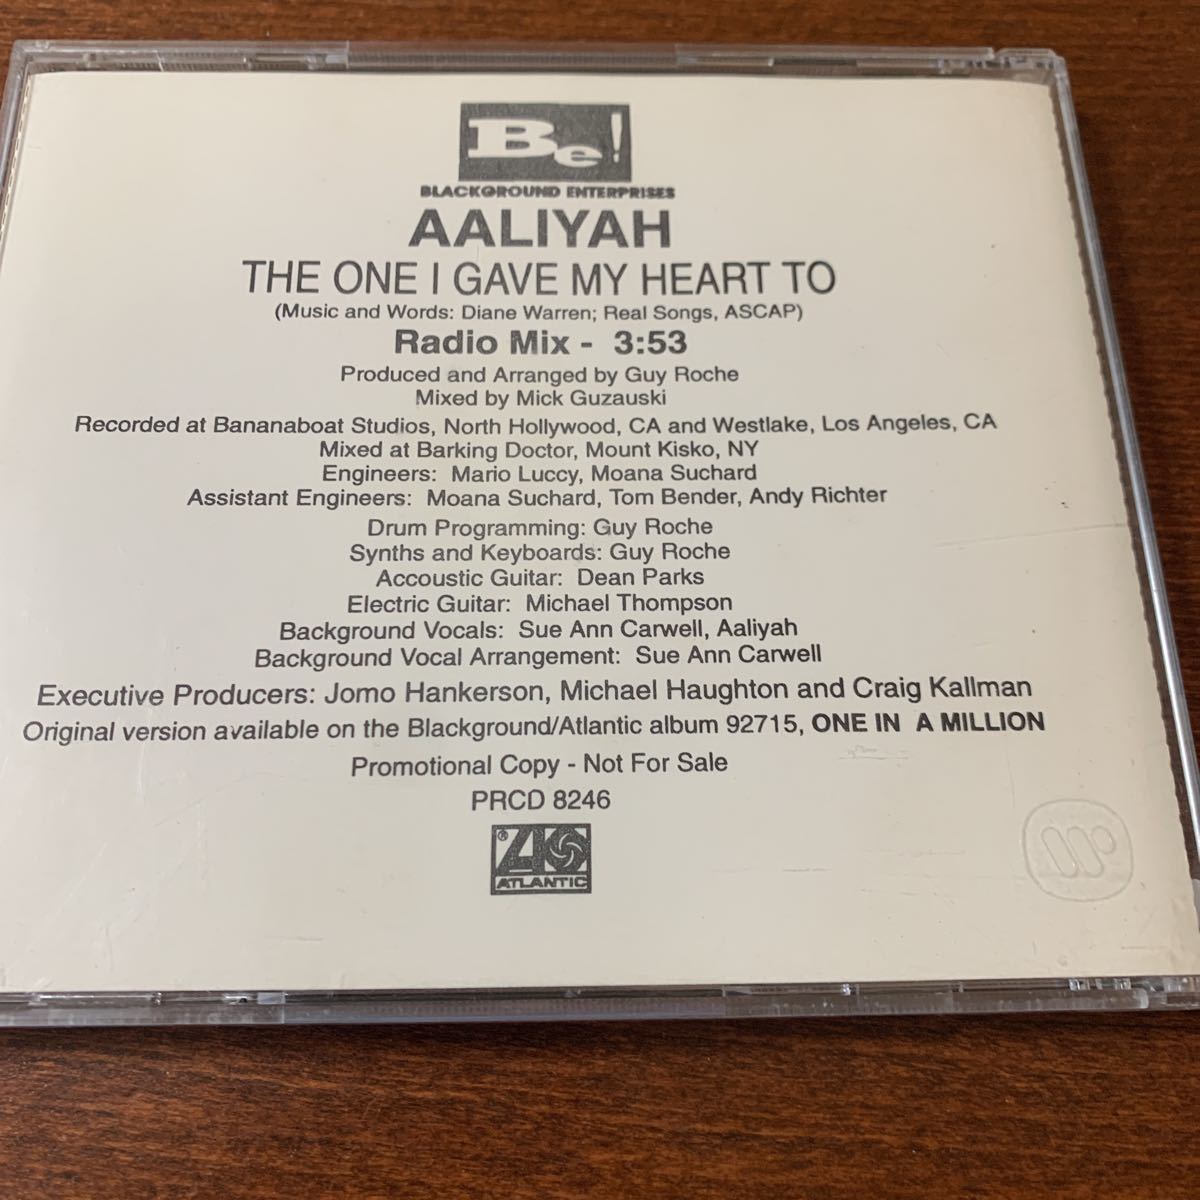 Be!
BLACKGROUND ENTERPRISES
AALIYAH
THE ONE I GAVE MY HEART TO
(Music and Words: Diane Warren; Real Songs, ASCAP)
Radio Mix - 3:53
Produced and Arranged by Guy Roche
Mixed by Mick Guzauski
Recorded at Bananaboat Studios, North Hollywood, CA and Westlake, Los Angeles, CA
Mixed at Barking Doctor, Mount Kisko, NY
Engineers: Mario Luccy, Moana Suchard
Assistant Engineers: Moana Suchard, Tom Bender, Andy Richter
Drum Programming: Guy Roche
Synths and Keyboards: Guy Roche
Accoustic Guitar: Dean Parks
Electric Guitar: Michael Thompson
Background Vocals: Sue Ann Carwell, Aaliyah
Background Vocal Arrangement: Sue Ann Carwell
Executive Producers: Jomo Hankerson, Michael Haughton and Craig Kallman
Original version available on the Blackground/Atlantic album 92715, ONE IN A MILLION
Promotional Copy - Not For Sale
PRCD 8246
®
ATLANTIC